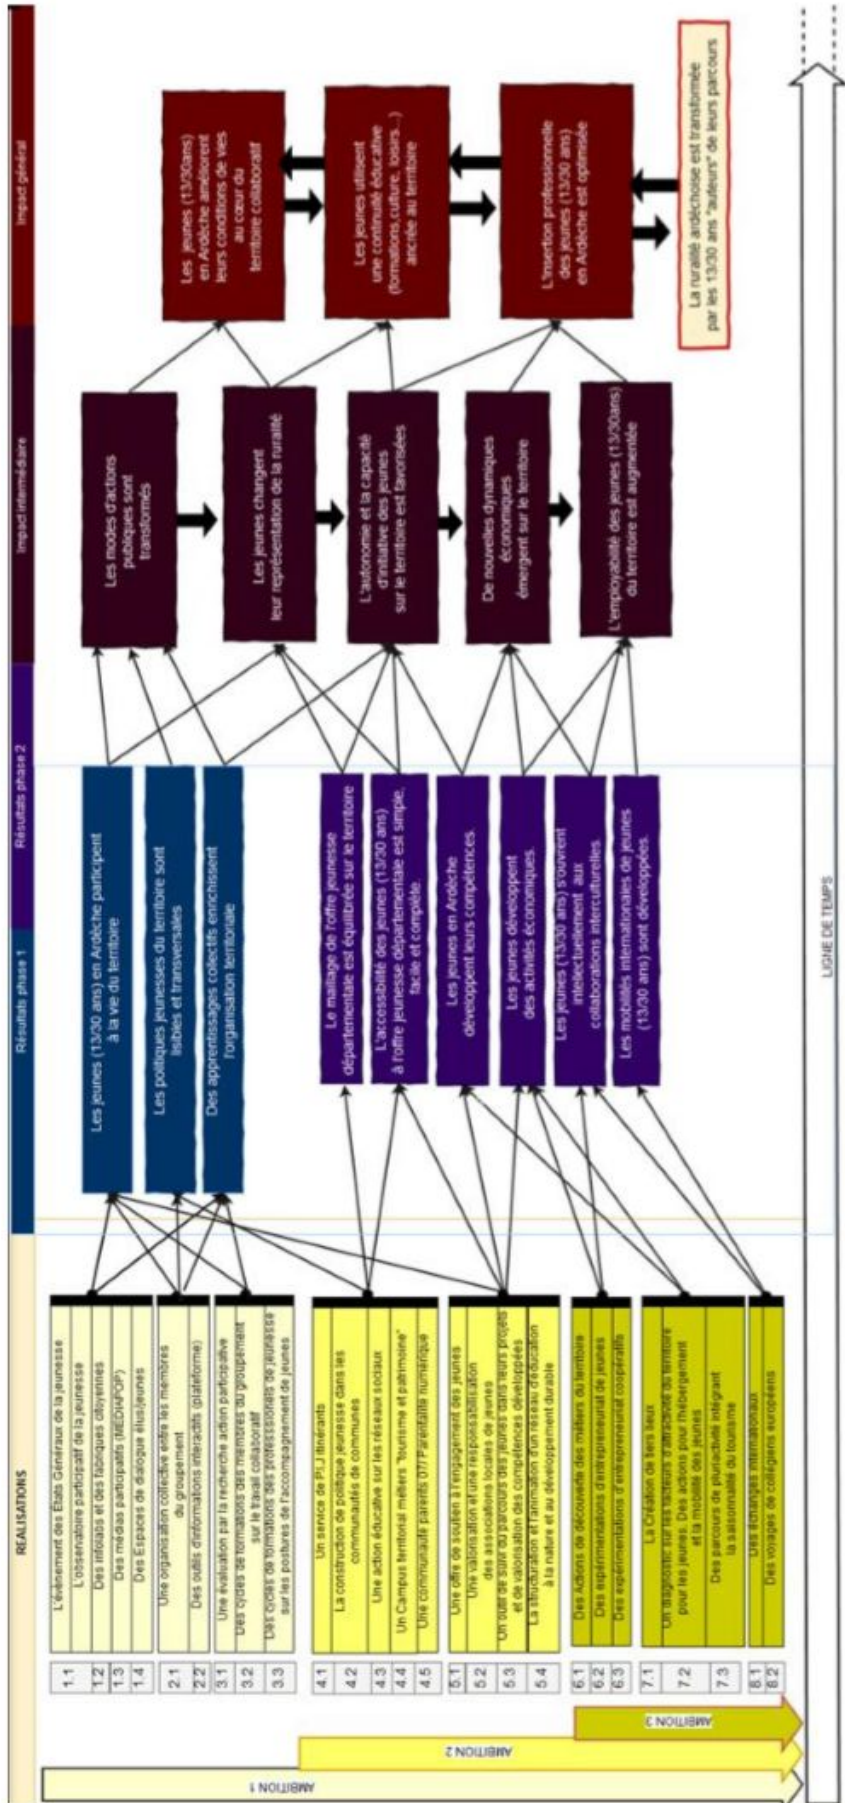 REALISATIONS
Résultats phase 1
Résultats phase 2
Impact intermédiaire
Impact général
1.1
L'évènement des États Généraux de la jeunesse
L'observatoire participatif de la jeunesse
1.2
Des infolabs et des fabriques citoyennes
1.3
Des médias participatifs (MEDIAPOP)
1.4
Des Espaces de dialogue élus/jeunes
2.1
Une organisation collective entre les membres
du groupement
2.2
Des outils d'informations interactifs (plateforme)
3.1
Une évaluation par la recherche action participative
3.2
Des cycles de formations des membres du groupement
sur le travail collaboratif
3.3
Des cycles de formations des professsionels de jeunesse
sur les postures de l'accompagnement de jeunes
4.1
Un service de PIJ itinérants
4.2
La construction de politique jeunesse dans les
communautés de communes
4.3
Une action éducative sur les réseaux sociaux
4.4
Un Campus territorial métiers "tourisme et patrimoine"
4.5
Une communauté parents 07/ Parentalité numérique
5.1
Une offre de soutien à l'engagement des jeunes
5.2
Une valorisation et une responsabilisation
des associations locales de jeunes
5.3
Un outil de suivi du parcours des jeunes dans leurs projets
et de valorisation des compétences développées
5.4
La structuration et l'animation d'un réseau d'éducation
à la nature et au développement durable
6.1
Des Actions de découverte des métiers du territoire
6.2
Des expérimentations d'entrepreneuriat de jeunes
6.3
Des expérimentations d'entrepreneuriat coopératifs
7.1
La Création de tiers lieux
7.2
Un diagnostic sur les facteurs d'attractivité du territoire
pour les jeunes. Des actions pour l'hébergement
et la mobilité des jeunes
7.3
Des parcours de pluriactivité intégrant
la saisonnalité du tourisme
8.1
Des échanges internationaux
8.2
Des voyages de collégiens européens
AMBITION 1
AMBITION 2
AMBITION 3
Les jeunes (13/30 ans) en Ardèche participent
à la vie du territoire
Les politiques jeunesses du territoire sont
lisibles et transversales
Des apprentissages collectifs enrichissent
l'organisation territoriale
Le maillage de l'offre jeunesse
départementale est équilibrée sur le territoire
L'accessibilité des jeunes (13/30 ans)
à l'offre jeunesse départementale est simple,
facile et complète.
Les jeunes en Ardèche
développent leurs compétences.
Les jeunes développent
des activités économiques.
Les jeunes (13/30 ans) s'ouvrent
intellectuellement aux
collaborations interculturelles.
Les mobilités internationales de jeunes
(13/30 ans) sont développées.
Les modes d'actions
publiques sont
transformés
Les jeunes changent
leur représentation de la ruralité
L'autonomie et la capacité
d'initiative des jeunes
sur le territoire est favorisées
De nouvelles dynamiques
économiques
émergent sur le territoire
L'employabilité des jeunes (13/30ans)
du territoire est augmentée
Les jeunes (13/30ans)
en Ardèche améliorent
leurs conditions de vies
au cœur du
territoire collaboratif
Les jeunes utilisent
une continuité éducative
(formations,culture, loisirs...)
ancrée au territoire
L'insertion professionnelle
des jeunes (13/30 ans)
en Ardèche est optimisée
La ruralité ardéchoise est transformée
par les 13/30 ans "auteurs" de leurs parcours
LIGNE DE TEMPS